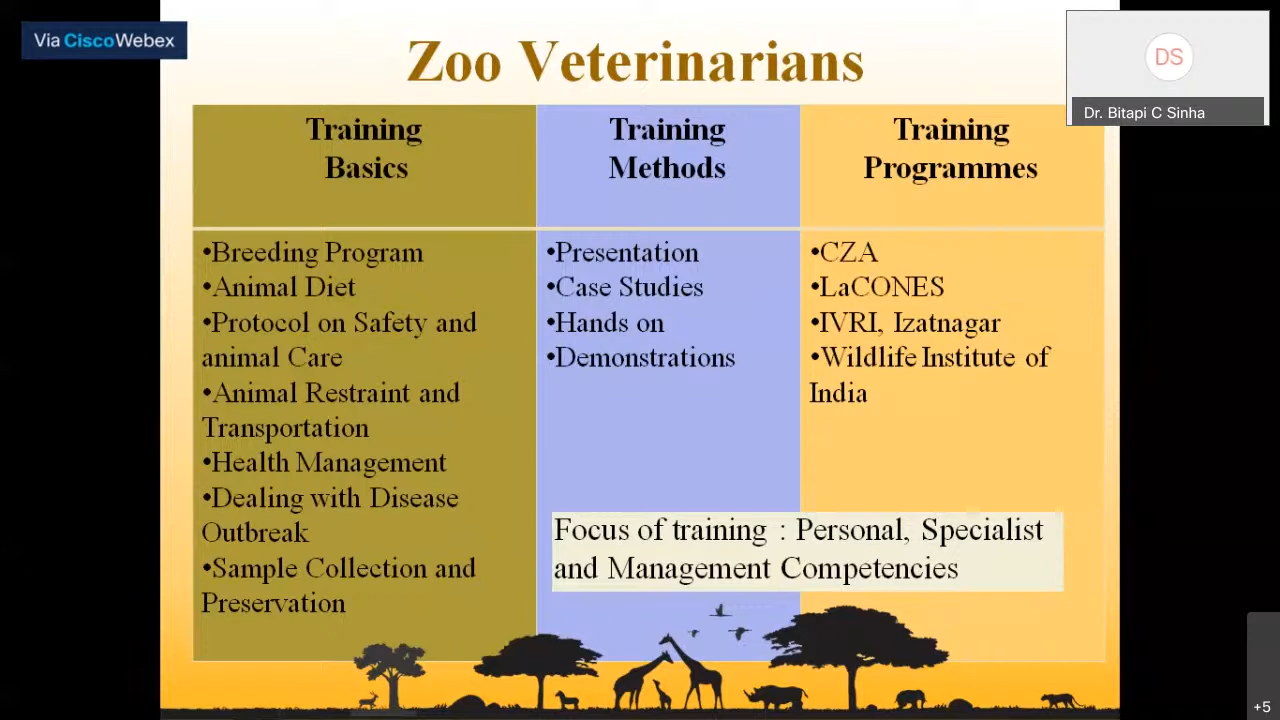 Via CiscoWebex
Zoo Veterinarians
DS
Dr. Bitapi C Sinha
Training
Basics
Training
Methods
Training
Programmes
•Breeding Program
•Animal Diet
•Protocol on Safety and
animal Care
•Animal Restraint and
Transportation
•Health Management
•Dealing with Disease
Outbreak
•Sample Collection and
Preservation
•Presentation
•Case Studies
•Hands on
•Demonstrations
•CZA
•LaCONES
•IVRI, Izatnagar
•Wildlife Institute of
India
Focus of training : Personal, Specialist
and Management Competencies
+5